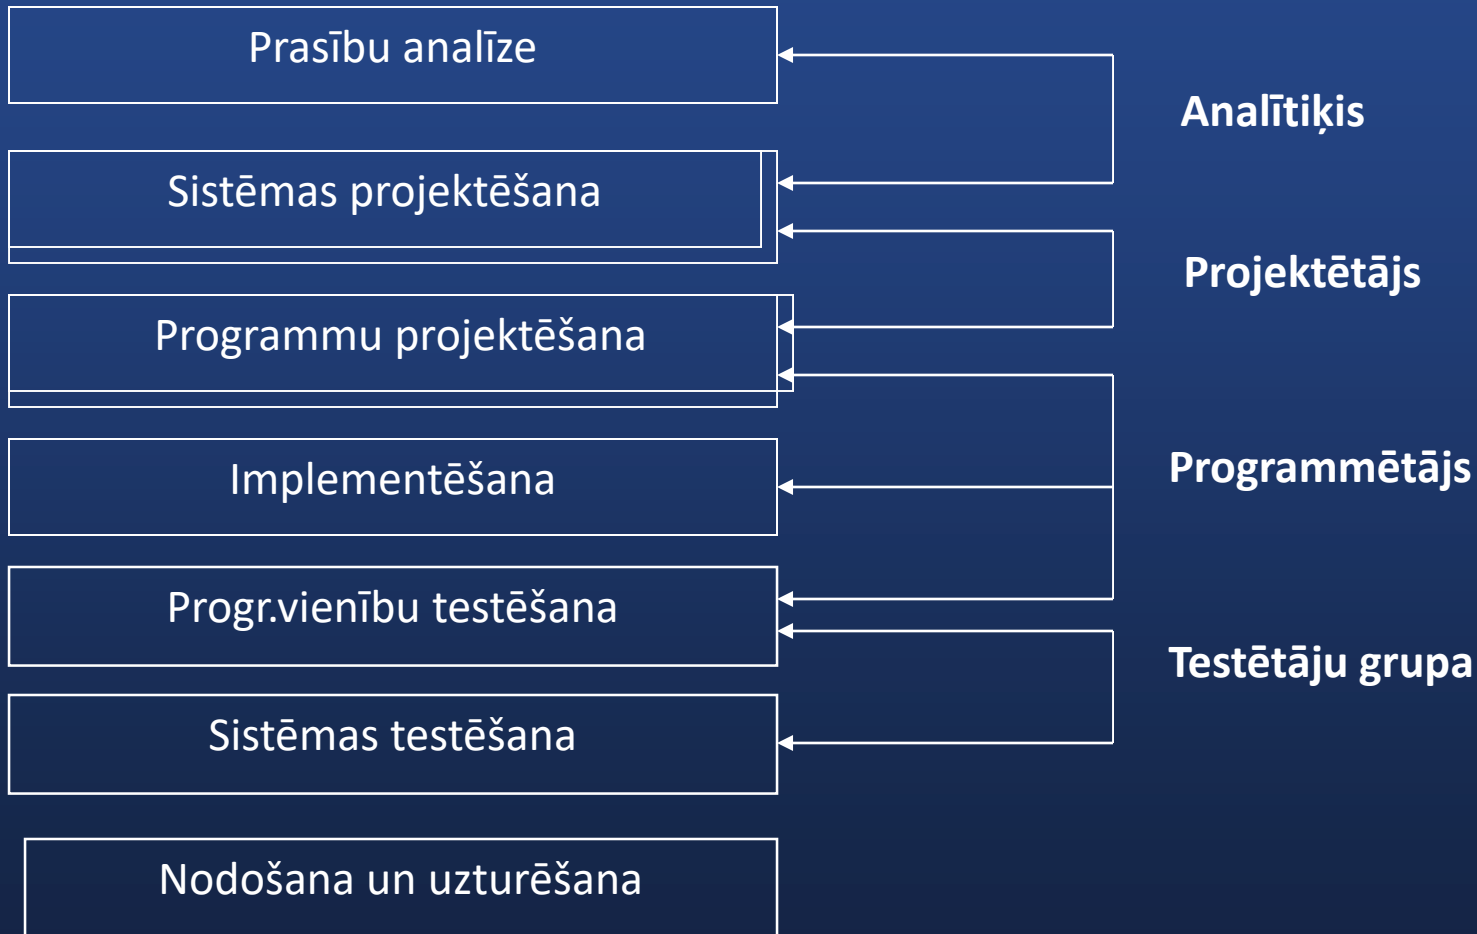 Prasību analīze
Analītiķis
Sistēmas projektēšana
Projektētājs
Programmu projektēšana
Programmētājs
Implementēšana
Progr.vienību testēšana
Testētāju grupa
Sistēmas testēšana
Nodošana un uzturēšana